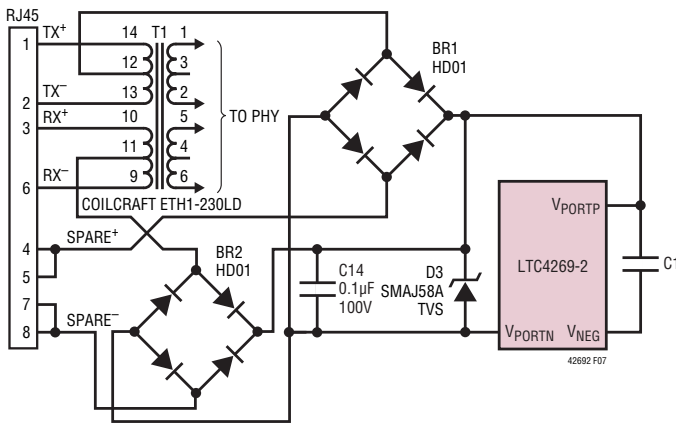 RJ45
1
TX+
14
T1
1
12
3
2
TX−
13
2
3
RX+
10
5
11
4
6
RX−
9
6
TO PHY
COILCRAFT ETH1-230LD
BR1
HD01
4
SPARE+
5
7
8
SPARE−
BR2
HD01
C14
0.1µF
100V
D3
SMAJ58A
TVS
VPORTP
LTC4269-2
VPORTN
VNEG
C1
42692 F07